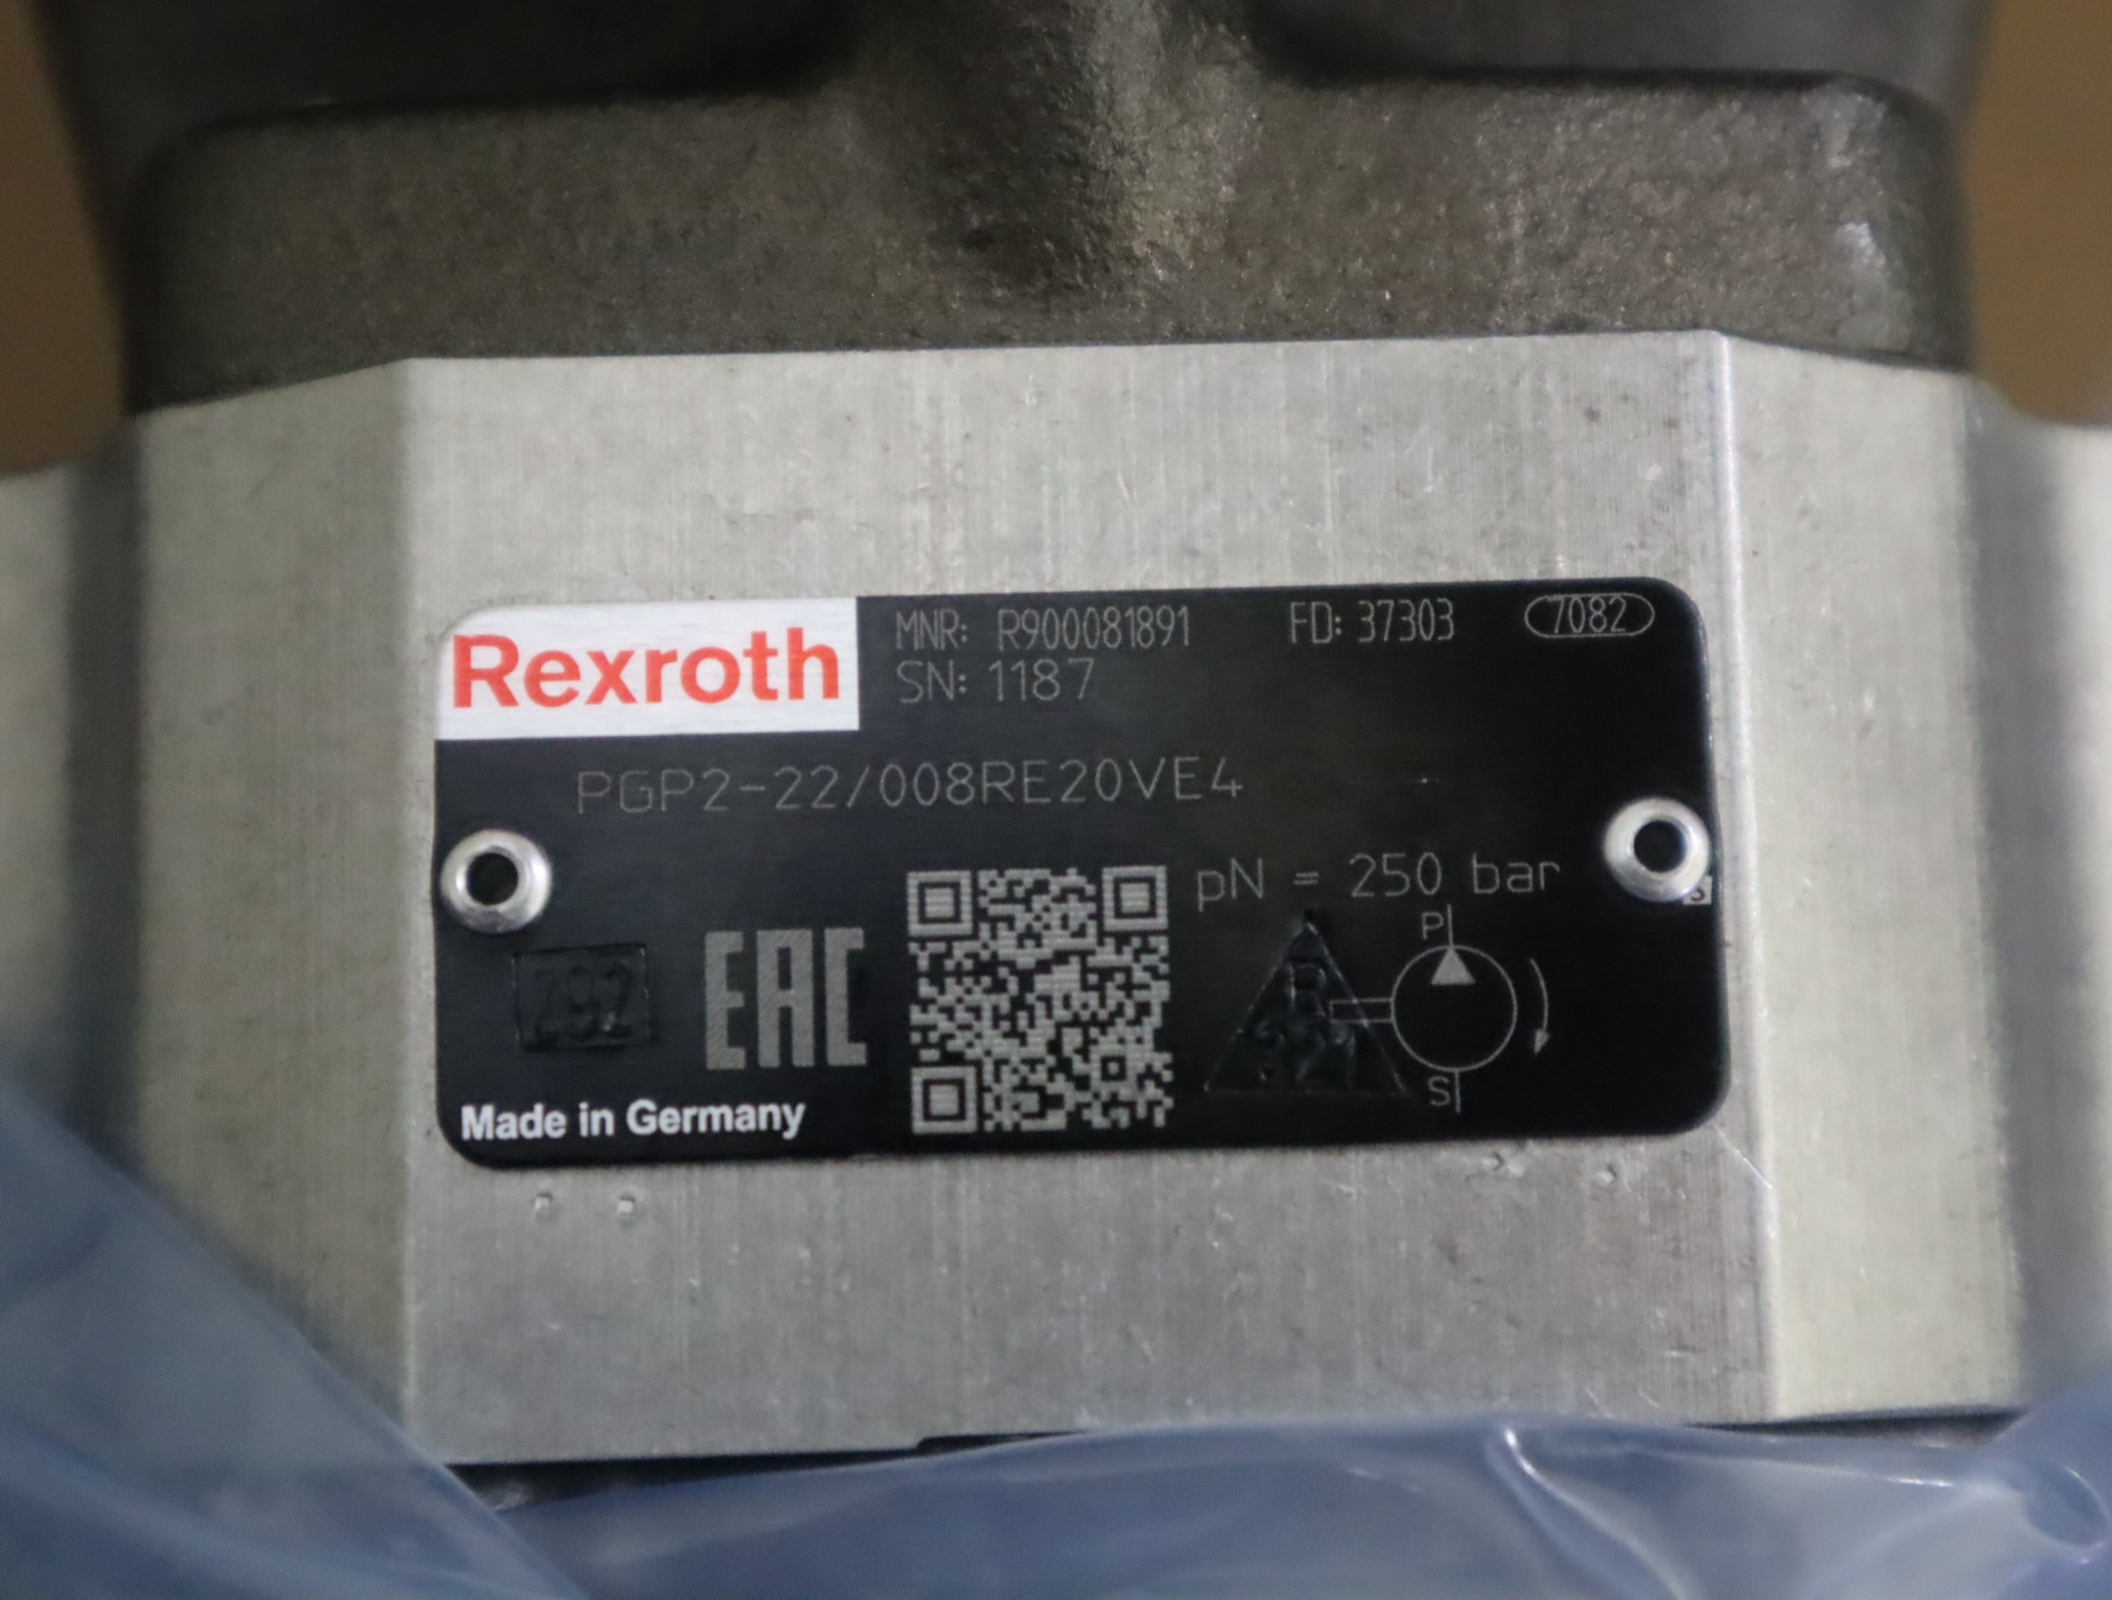 Rexroth
MNR: R900081891 FD: 37303 7082
SN: 1187
PGP2-22/008RE20VE4
pN = 250 bar
P
292
EAC
S
Made in Germany